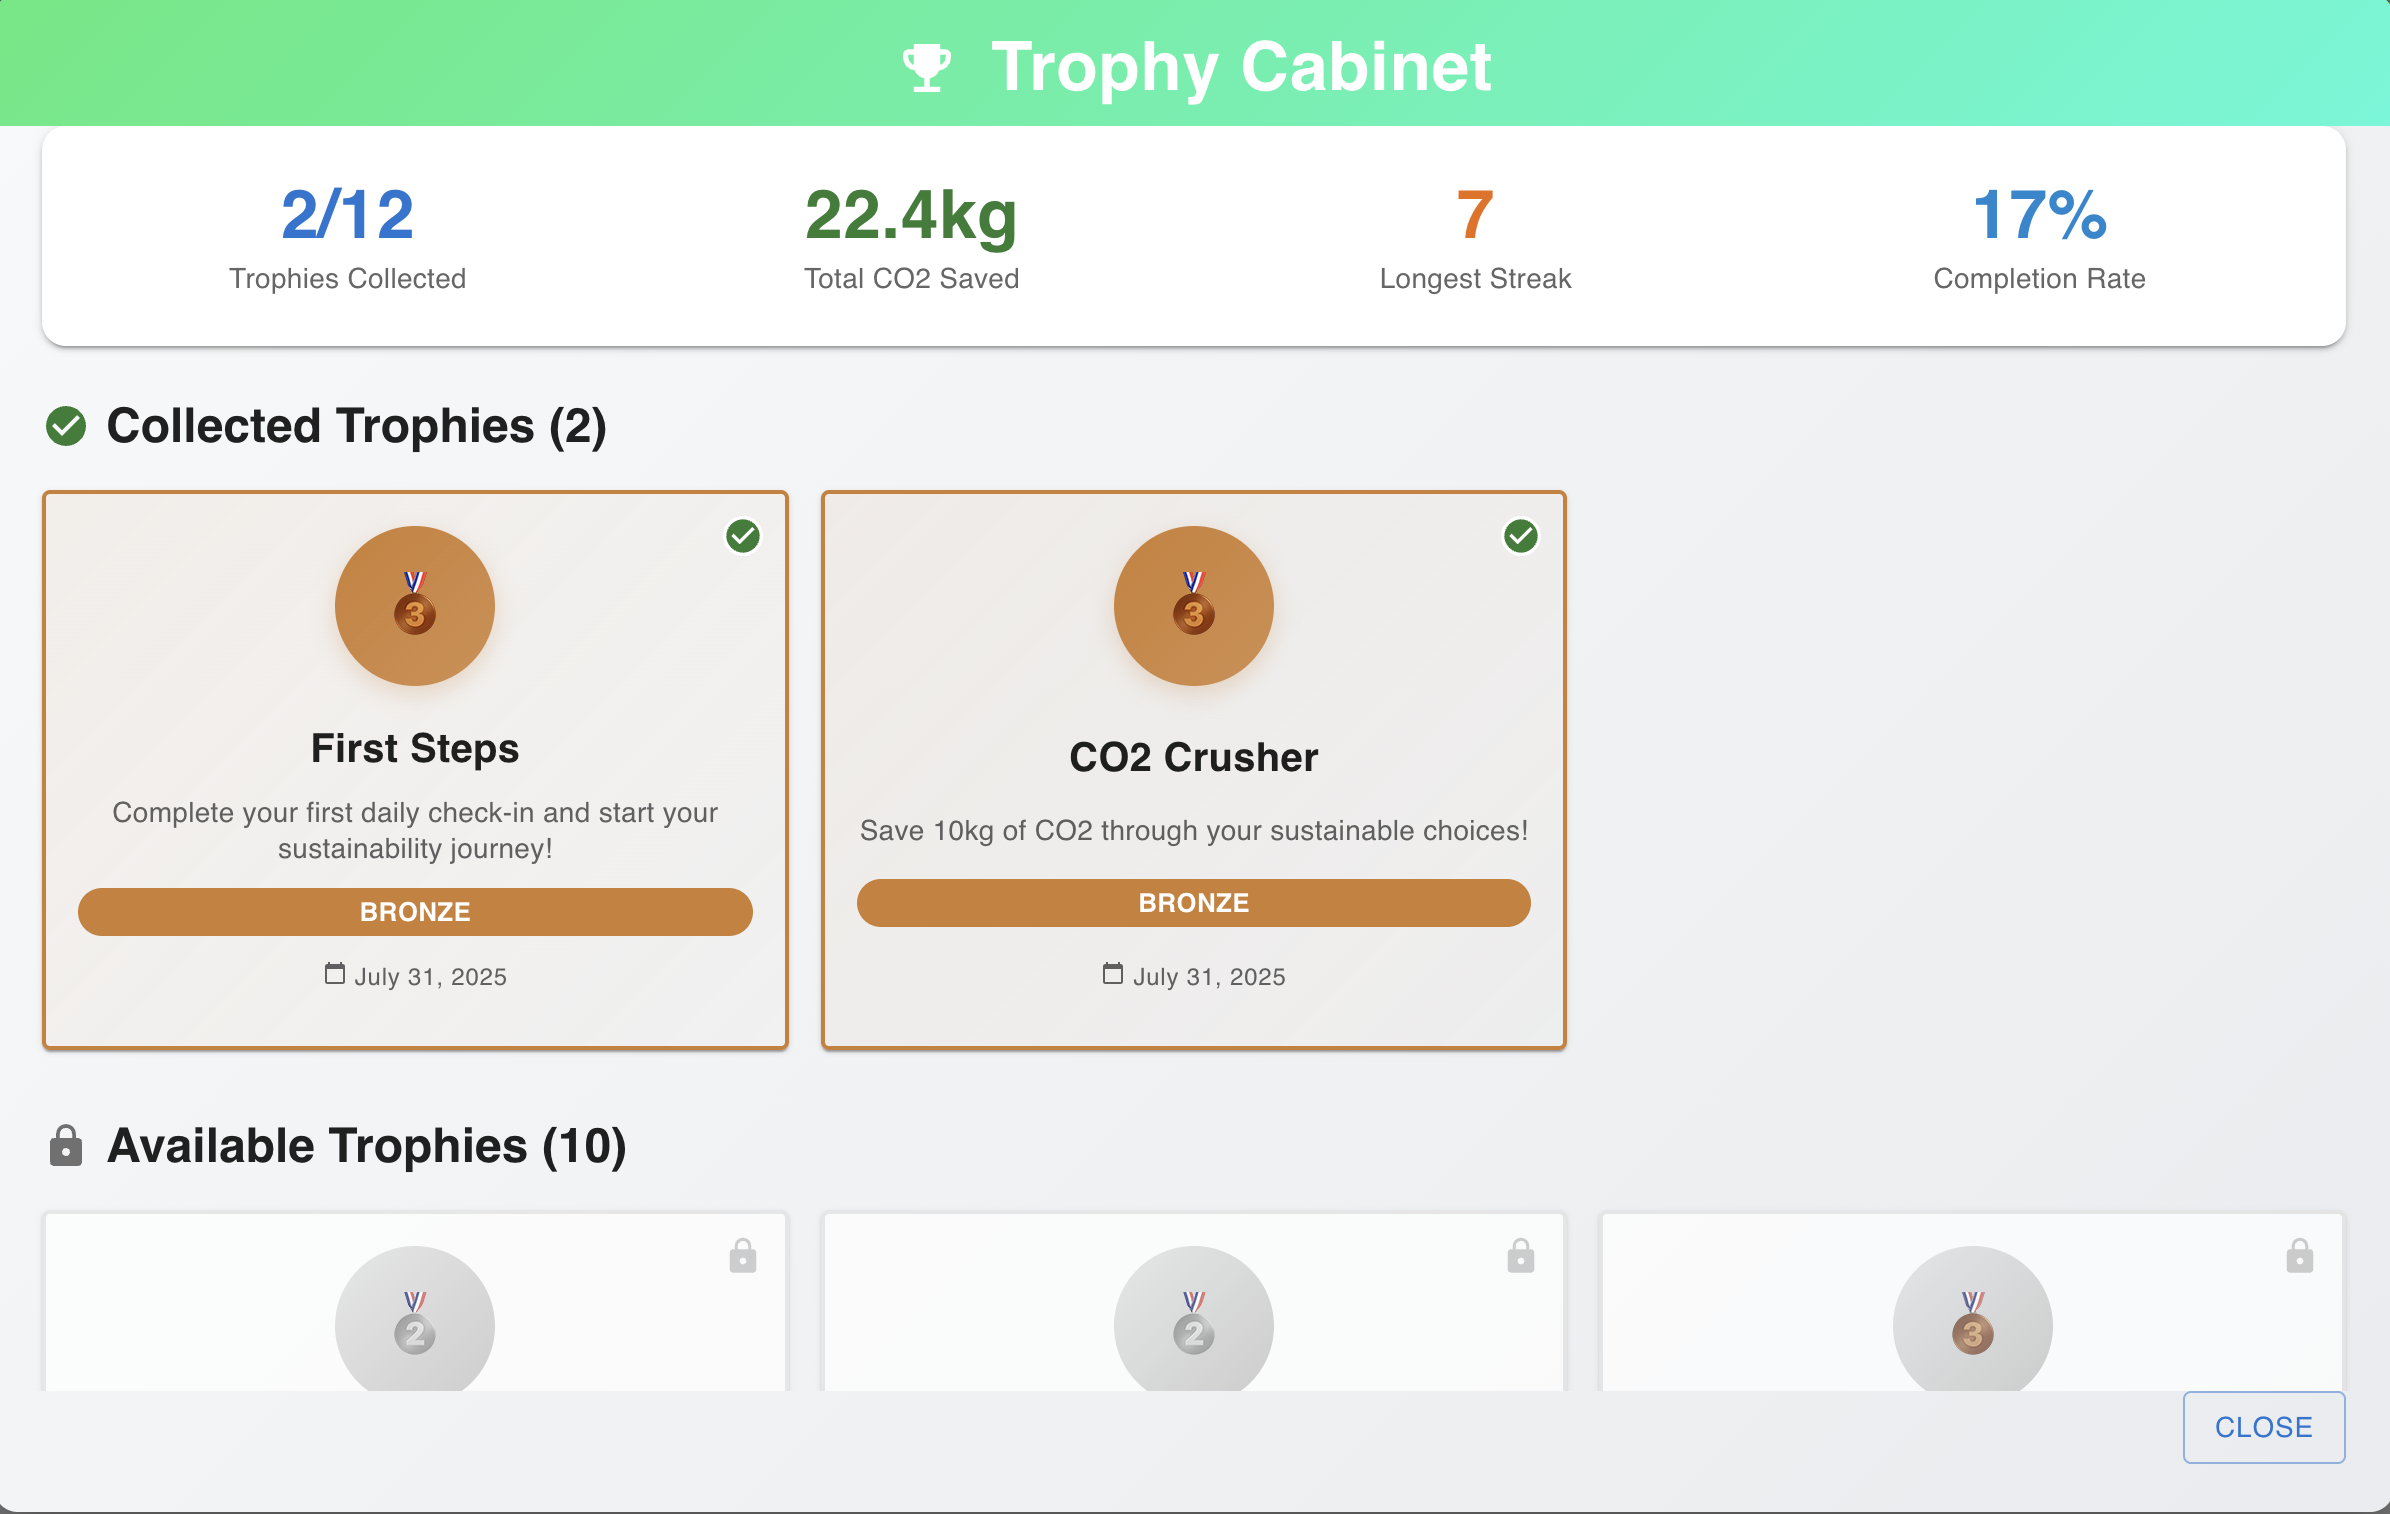 Trophy Cabinet
2/12
Trophies Collected
22.4kg
Total CO2 Saved
7
Longest Streak
17%
Completion Rate
Collected Trophies (2)
3
First Steps
Complete your first daily check-in and start your
sustainability journey!
BRONZE
July 31, 2025
3
CO2 Crusher
Save 10kg of CO2 through your sustainable choices!
BRONZE
July 31, 2025
Available Trophies (10)
2
2
3
CLOSE